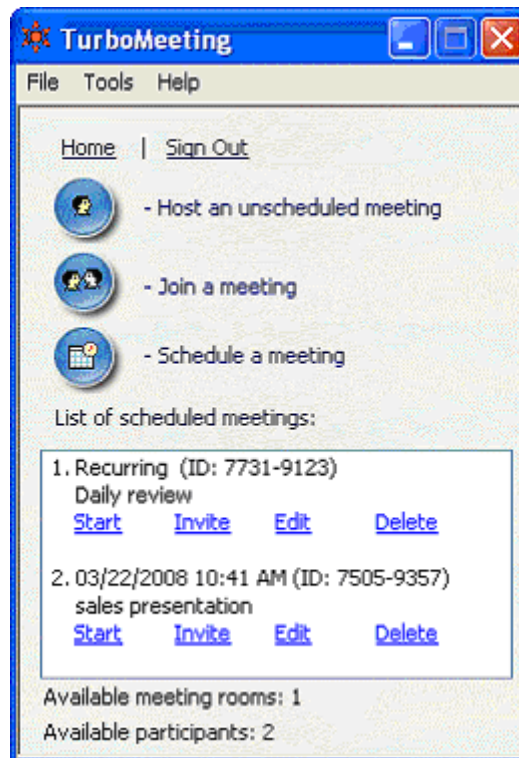 TurboMeeting
File Tools Help
Home | Sign Out
- Host an unscheduled meeting
- Join a meeting
- Schedule a meeting
List of scheduled meetings:
1. Recurring (ID: 7731-9123)
Daily review
Start Invite Edit Delete
2. 03/22/2008 10:41 AM (ID: 7505-9357)
sales presentation
Start Invite Edit Delete
Available meeting rooms: 1
Available participants: 2